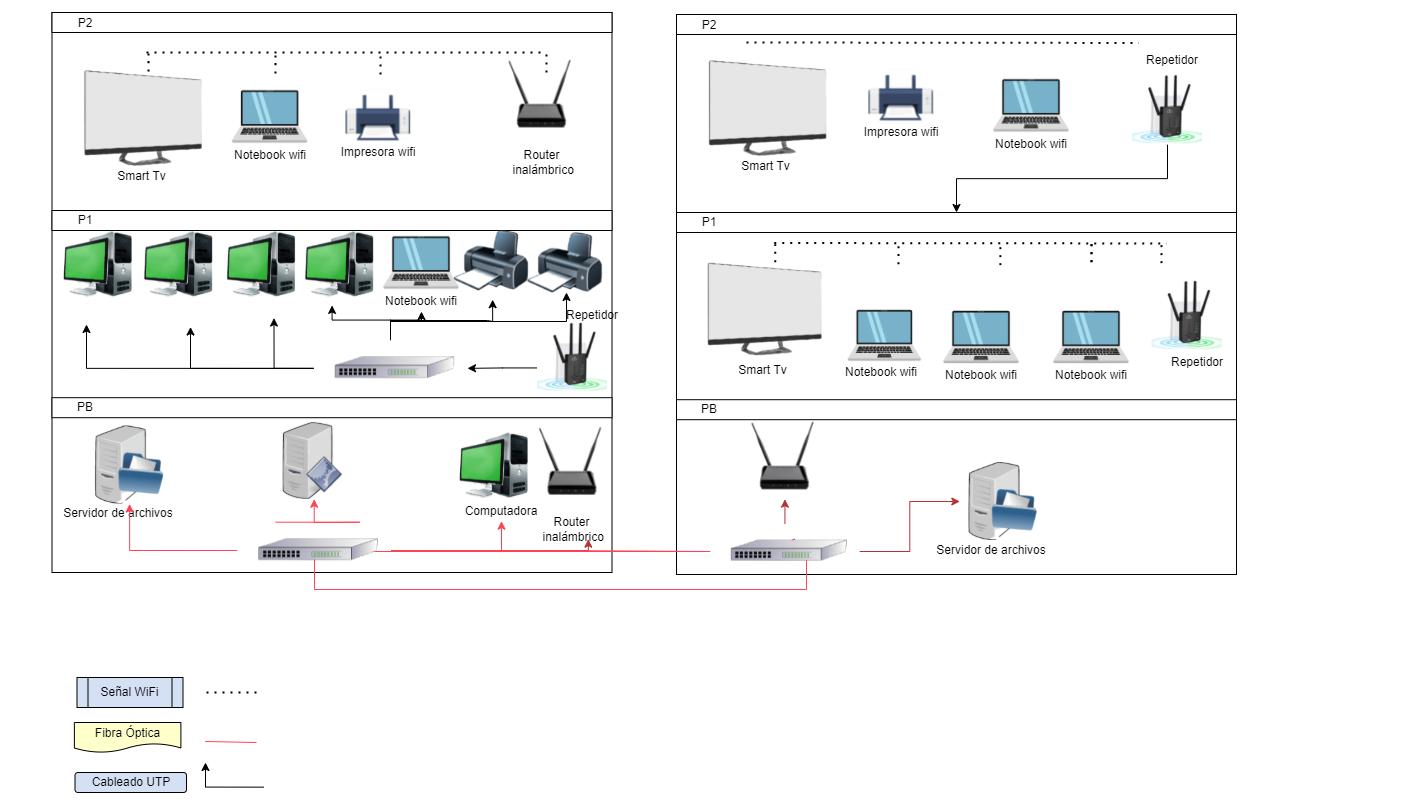 P2
Smart Tv
Notebook wifi
Impresora wifi
Router
inalámbrico
P1
Notebook wifi
Repetidor
PB
Servidor de archivos
Computadora
Router
inalámbrico
P2
Repetidor
Smart Tv
Impresora wifi
Notebook wifi
P1
Smart Tv
Notebook wifi
Notebook wifi
Notebook wifi
Repetidor
PB
Servidor de archivos
Señal WiFi
Fibra Óptica
Cableado UTP